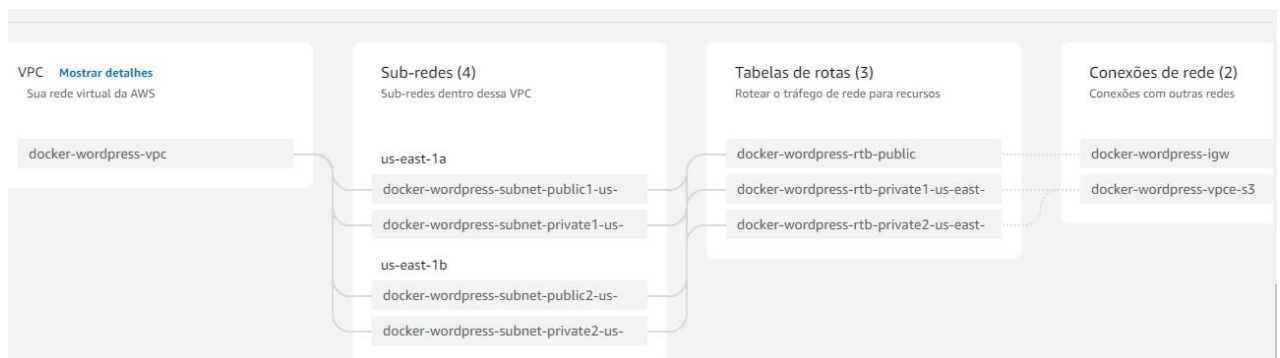 VPC Mostrar detalhes
Sua rede virtual da AWS
docker-wordpress-vpc
Sub-redes (4)
Sub-redes dentro dessa VPC
us-east-1a
docker-wordpress-subnet-public1-us-
docker-wordpress-subnet-private1-us-
us-east-1b
docker-wordpress-subnet-public2-us-
docker-wordpress-subnet-private2-us-
Tabelas de rotas (3)
Rotear o tráfego de rede para recursos
docker-wordpress-rtb-public
docker-wordpress-rtb-private1-us-east-
docker-wordpress-rtb-private2-us-east-
Conexões de rede (2)
Conexões com outras redes
docker-wordpress-igw
docker-wordpress-vpce-s3